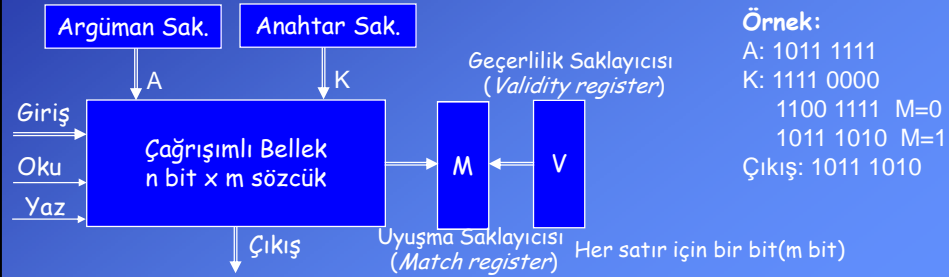 Argüman Sak.
Anahtar Sak.
A
K
Giriş
Oku
Yaz
Çağrışımlı Bellek
n bit x m sözcük
Çıkış
M
V
Geçerlilik Saklayıcısı
(Validity register)
Uyuşma Saklayıcısı
(Match register)
Her satır için bir bit(m bit)
Örnek:
A: 1011 1111
K: 1111 0000
1100 1111 M=0
1011 1010 M=1
Çıkış: 1011 1010